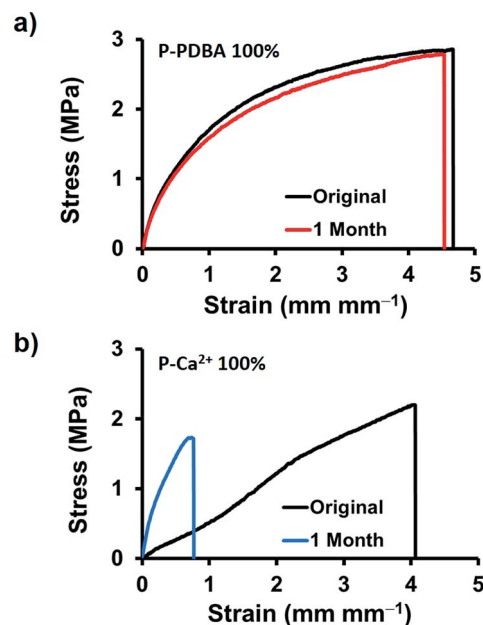 a)
P-PDBA 100%
Stress (MPa)
3
2
1
0
Original
1 Month
0 1 2 3 4 5
Strain (mm mm⁻¹)
b)
P-Ca²⁺ 100%
Stress (MPa)
3
2
1
0
Original
1 Month
0 1 2 3 4 5
Strain (mm mm⁻¹)